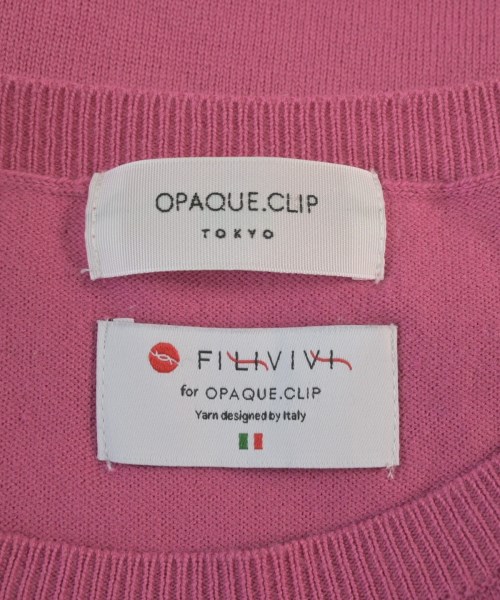 OPAQUE.CLIP
TOKYO
FILIVIVI
for OPAQUE.CLIP
Yarn designed by Italy